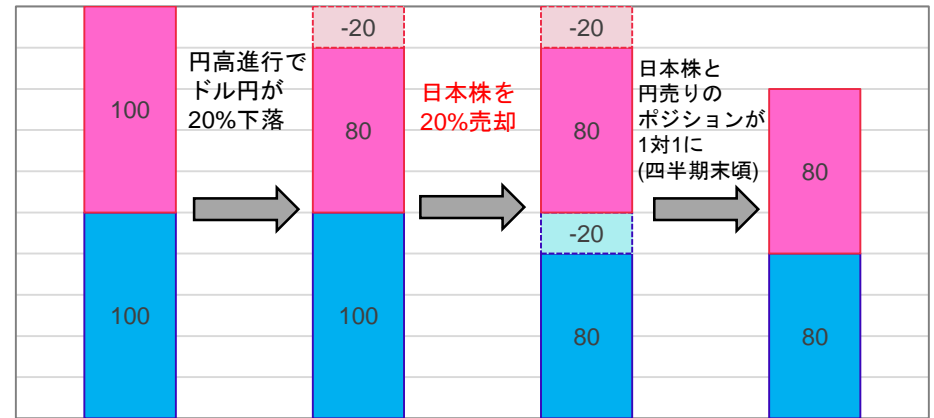 -20
-20
円高進行で
ドル円が
20%下落
日本株を
20%売却
日本株と
円売りの
ポジションが
1対1に
(四半期末頃)
100
80
80
80
-20
100
100
80
80